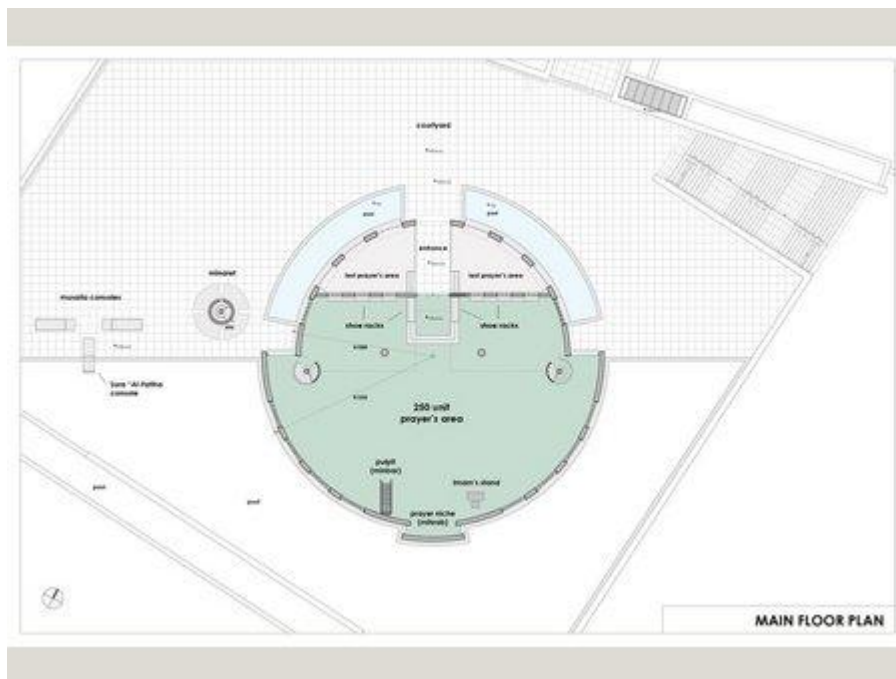 courtyard
pool
pool
entrance
last prayer's area
last prayer's area
minaret
musalla consoles
shoe racks
shoe racks
Sura "Al-Fatiha
console
250 unit
prayer's area
pulpit
(minbar)
imam's stand
prayer niche
(mihrab)
pool
pool
MAIN FLOOR PLAN